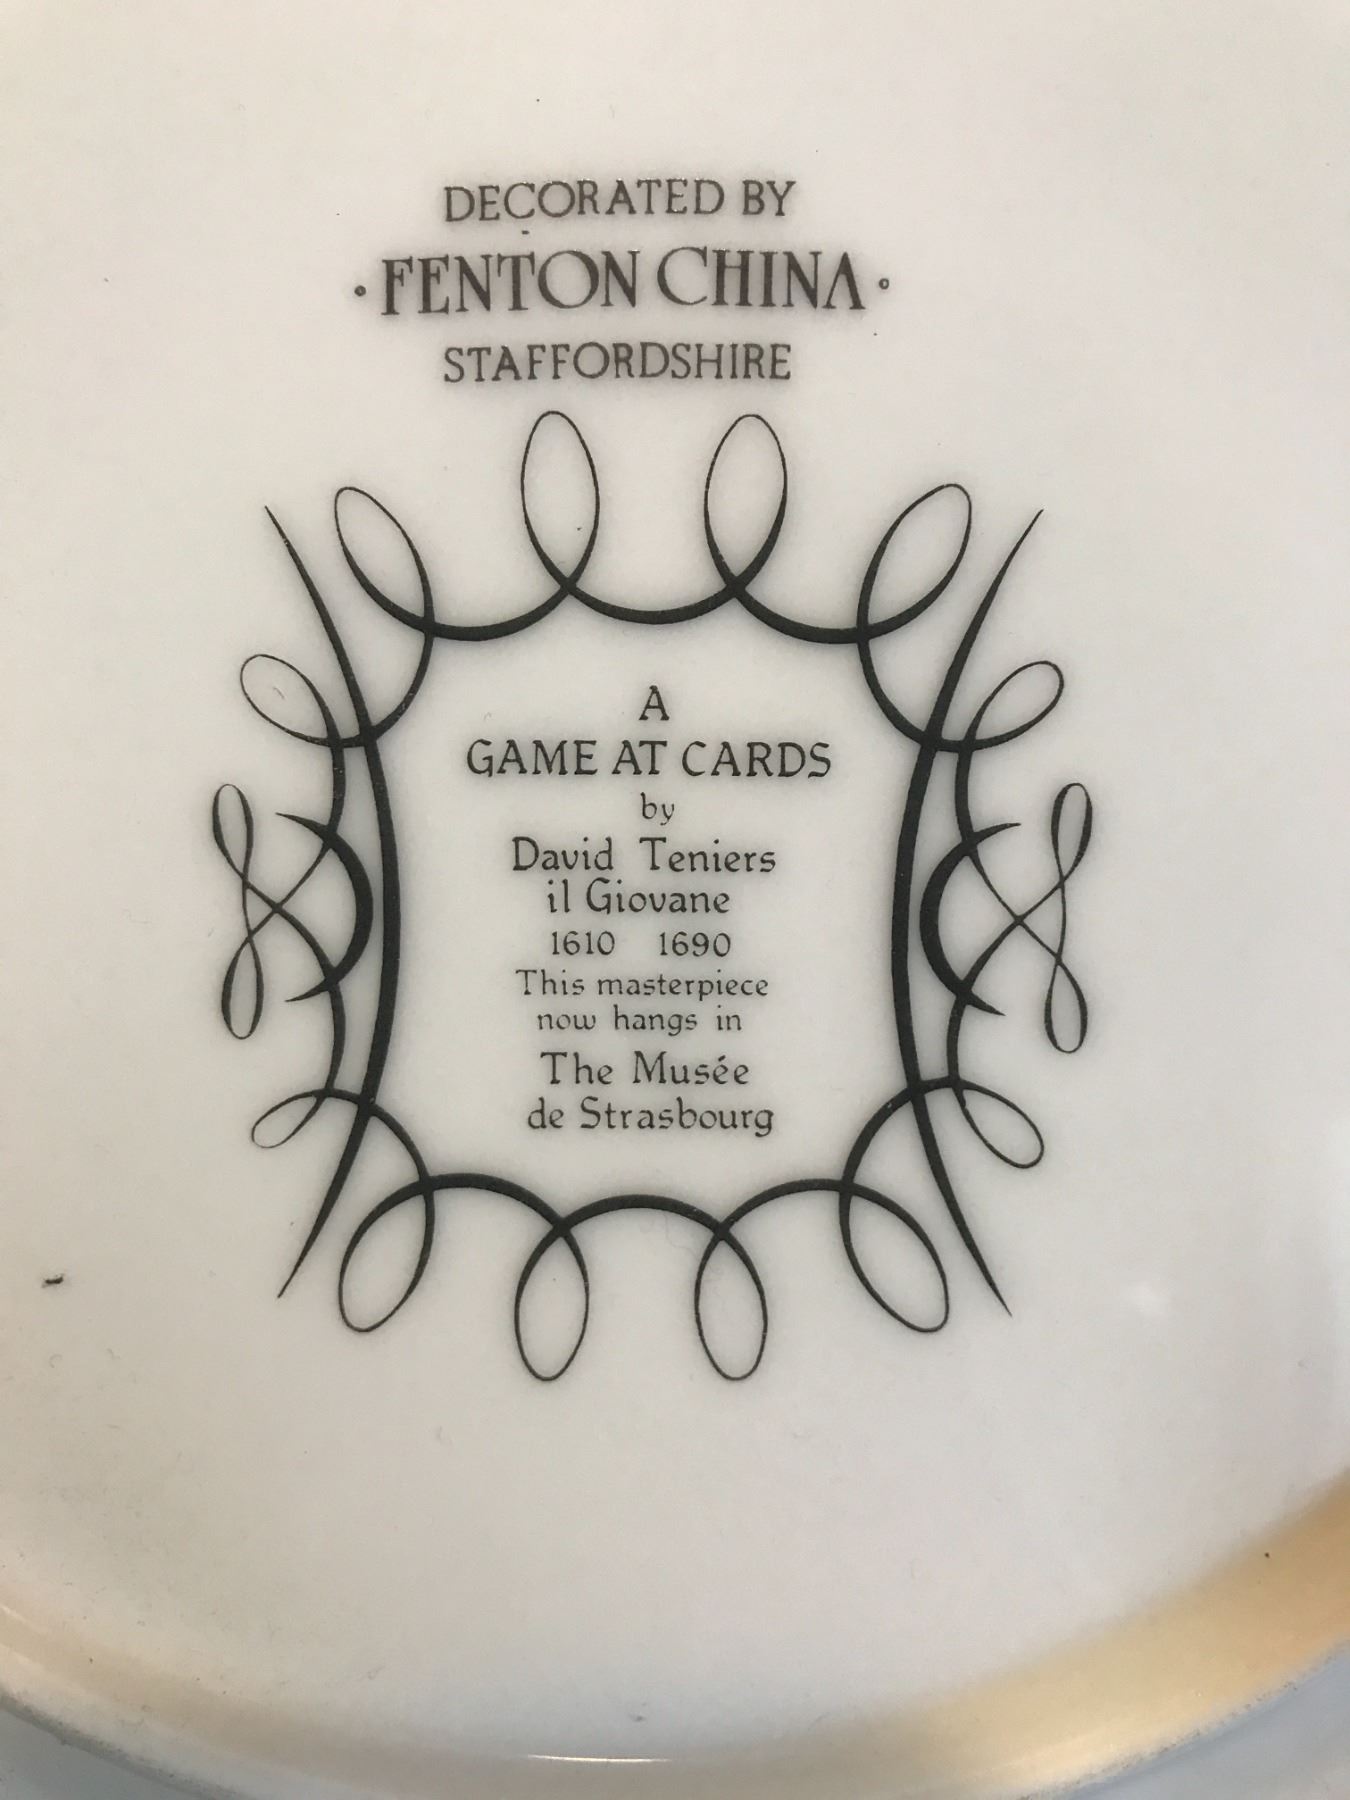 DECORATED BY
· FENTON CHINA ·
STAFFORDSHIRE
A
GAME AT CARDS
by
David Teniers
il Giovane
1610 1690
This masterpiece
now hangs in
The Musée
de Strasbourg